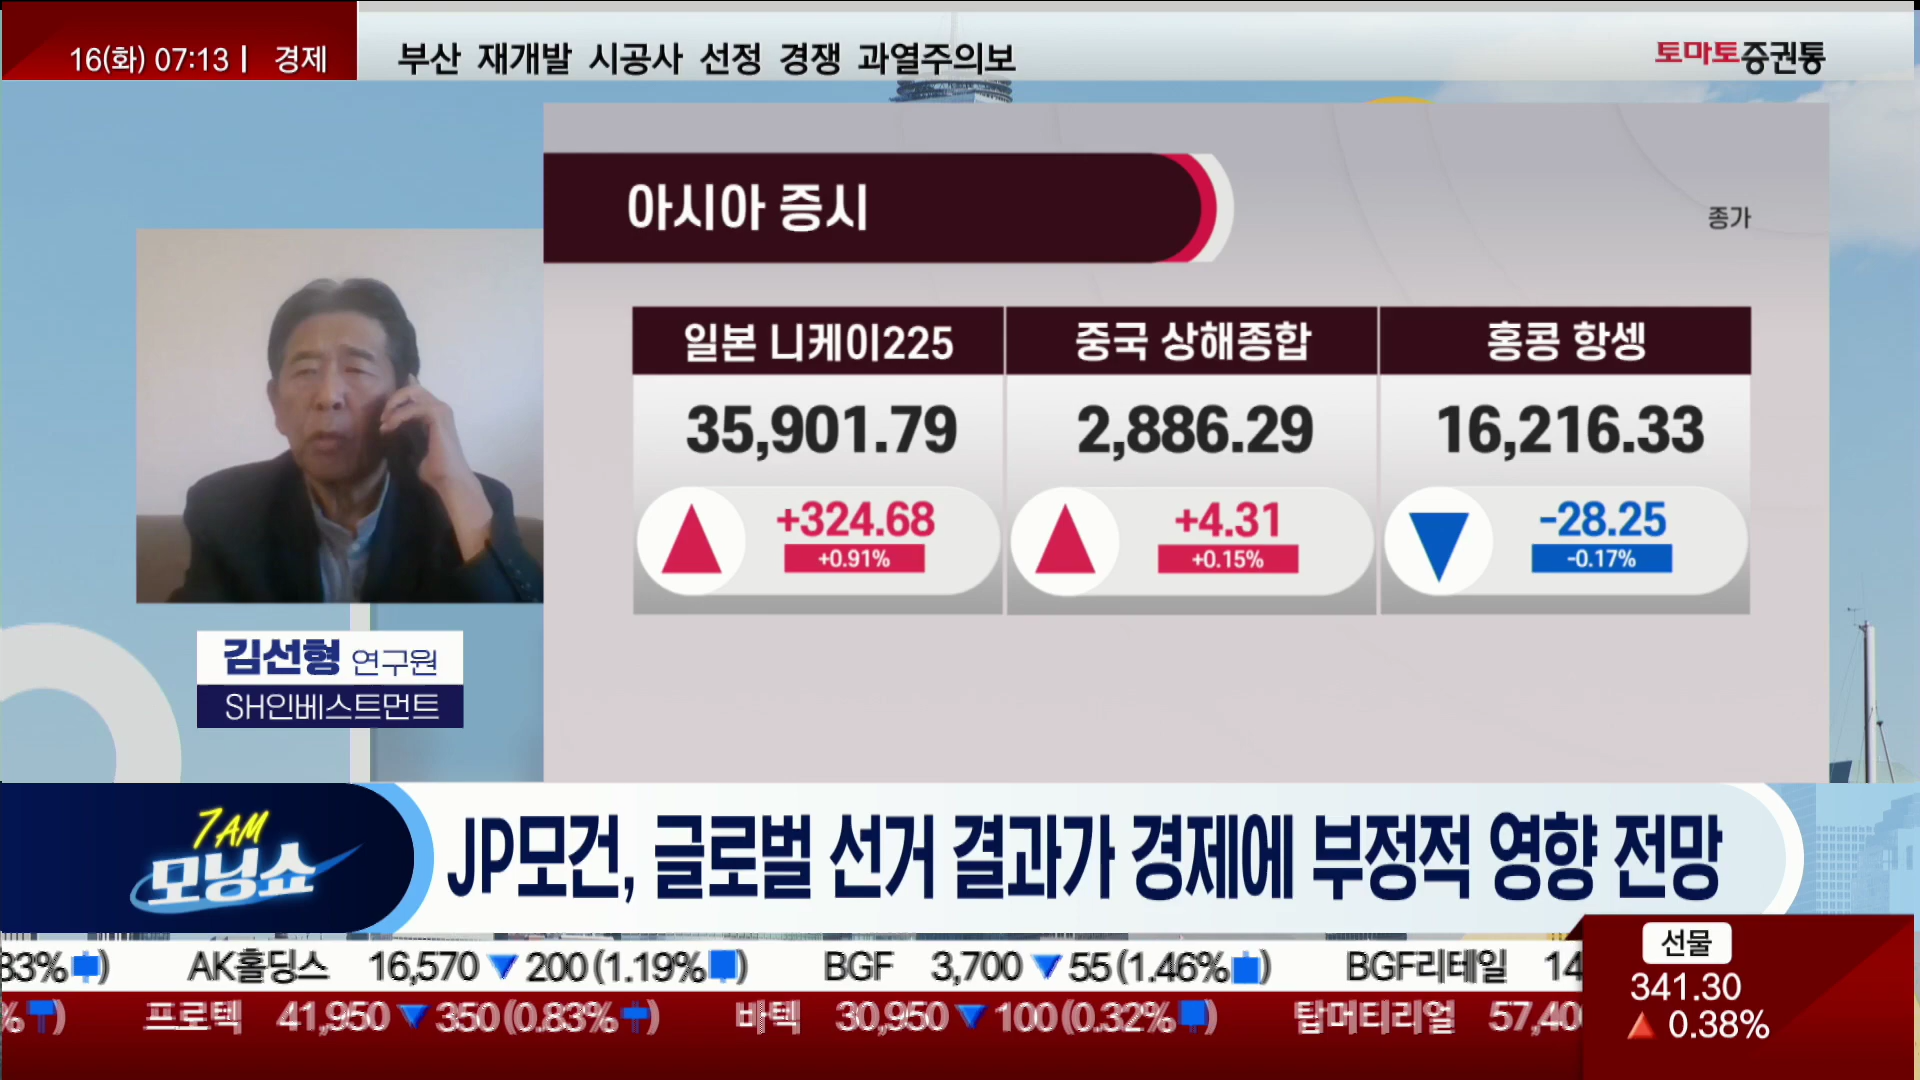 16(화) 07:13 | 경제
부산 재개발 시공사 선정 경쟁 과열주의보
토마토증권통
아시아 증시
종가
일본 니케이225
중국 상해종합
홍콩 항셍
35,901.79
2,886.29
16,216.33
+324.68
+0.91%
+4.31
+0.15%
-28.25
-0.17%
김선형 연구원
SH인베스트먼트
7 AM
모닝쇼
JP모건, 글로벌 선거 결과가 경제에 부정적 영향 전망
83% ) AK홀딩스 16,570 ▼ 200 (1.19% ) BGF 3,700 ▼ 55 (1.46% ) BGF리테일 14
% ) 프로텍 41,950 ▼ 350 (0.83% ) 바텍 30,950 ▼ 100 (0.32% ) 탑머티리얼 57,400
선물
341.30
▲ 0.38%